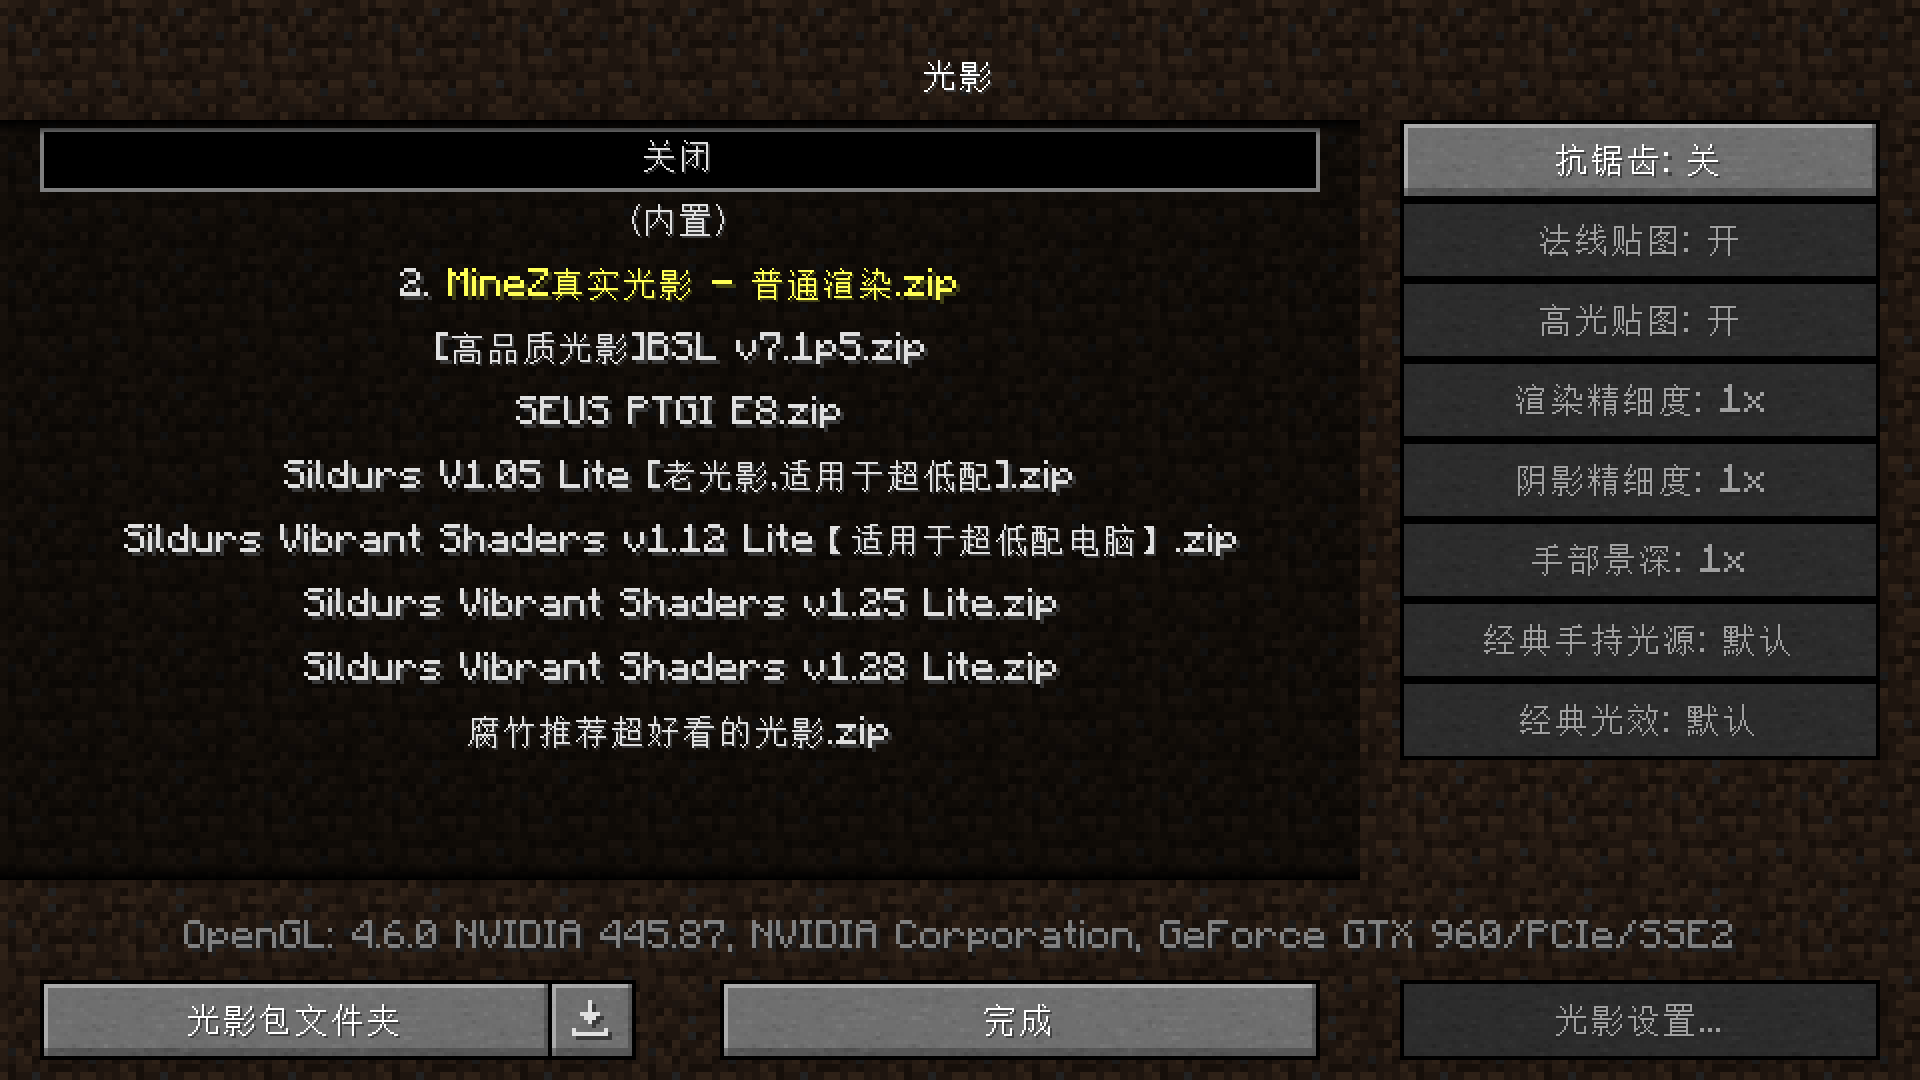 光影
关闭
(内置)
2. MineZ真实光影 - 普通渲染.zip
[高品质光影]BSL v7.1p5.zip
SEUS PTGI E8.zip
Sildurs V1.05 Lite [老光影,适用于超低配].zip
Sildurs Vibrant Shaders v1.12 Lite【适用于超低配电脑】.zip
Sildurs Vibrant Shaders v1.25 Lite.zip
Sildurs Vibrant Shaders v1.28 Lite.zip
腐竹推荐超好看的光影.zip
抗锯齿: 关
法线贴图: 开
高光贴图: 开
渲染精细度: 1x
阴影精细度: 1x
手部景深: 1x
经典手持光源: 默认
经典光效: 默认
OpenGL: 4.6.0 NVIDIA 445.87, NVIDIA Corporation, GeForce GTX 960/PCIe/SSE2
光影包文件夹
完成
光影设置...